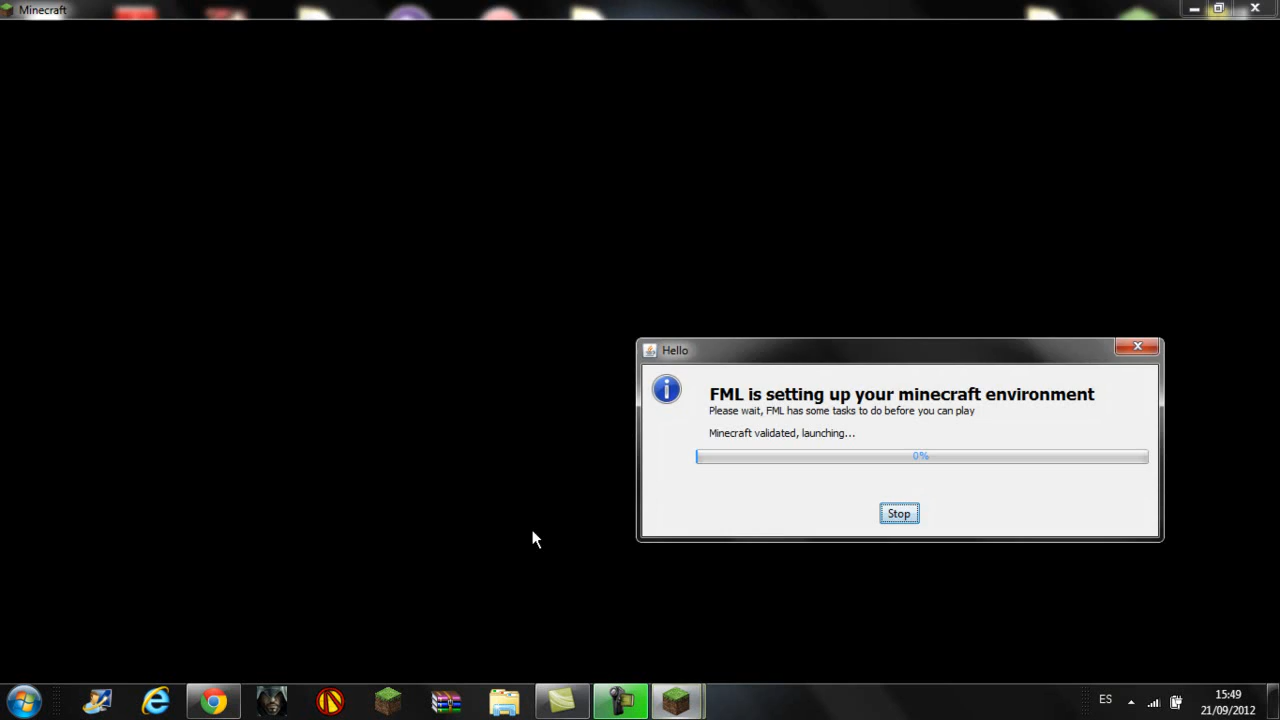 Minecraft
Hello
FML is setting up your minecraft environment
Please wait, FML has some tasks to do before you can play
Minecraft validated, launching...
0%
Stop
ES
15:49
21/09/2012